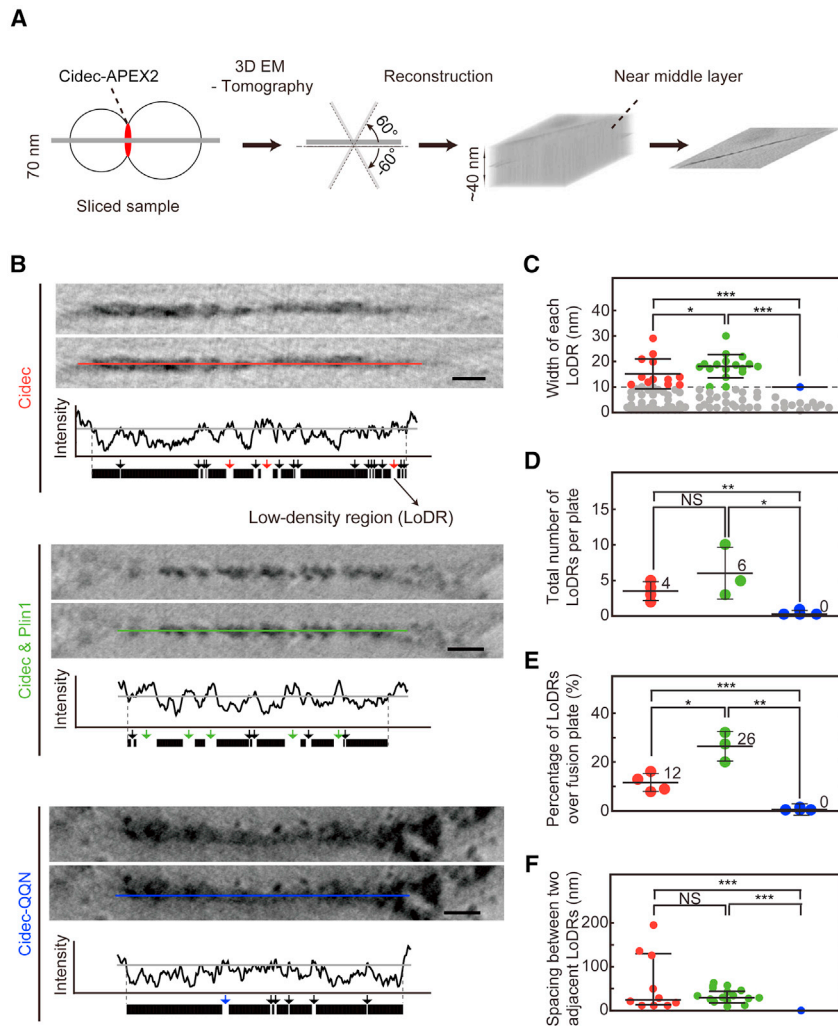 A
Cidec-APEX2
3D EM
- Tomography
Reconstruction
Near middle layer
70 nm
60°
-60°
~40 nm
Sliced sample
B
Cidec
Intensity
Low-density region (LoDR)
Cidec & Plin1
Intensity
Cidec-QQN
Intensity
C
Width of each
LoDR (nm)
40
30
20
10
0
***
*
***
D
Total number of
LoDRs per plate
15
10
5
0
**
NS
*
4
6
0
E
Percentage of LoDRs
over fusion plate (%)
40
20
0
***
*
**
12
26
0
F
Spacing between two
adjacent LoDRs (nm)
200
100
50
0
***
NS
***